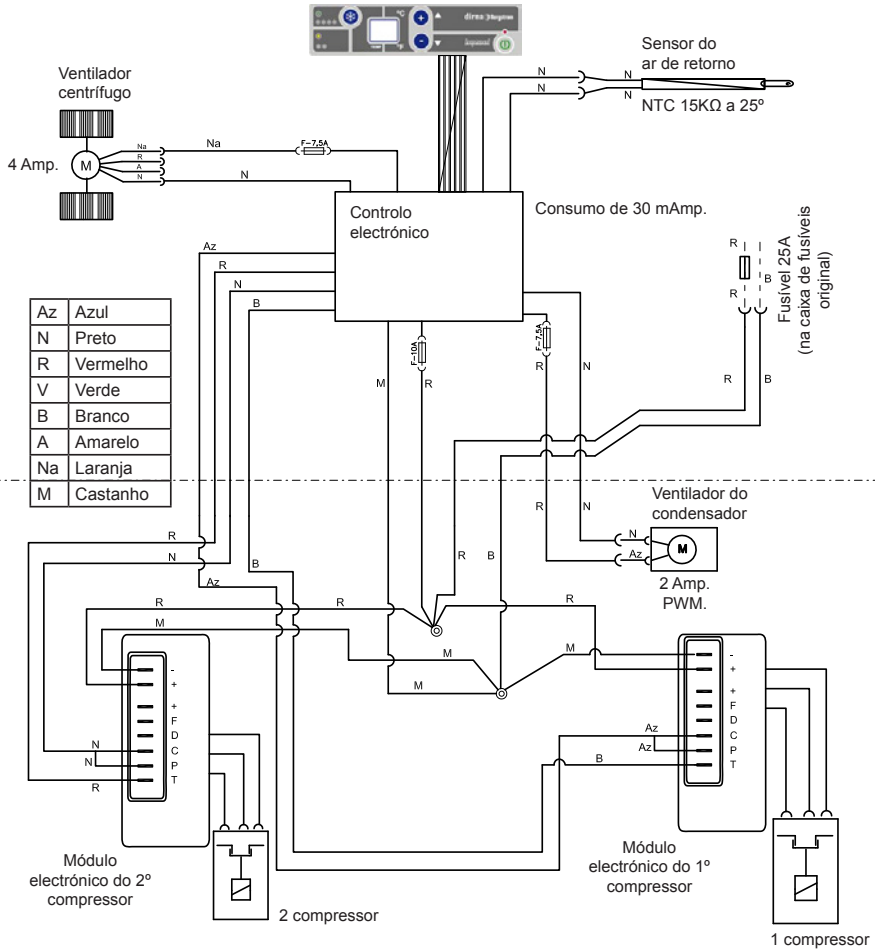 °C
dirna Bergstrom
°F
Sensor do
ar de retorno
NTC 15KΩ a 25º
N
N
N
N
Ventilador
centrífugo
4 Amp.
M
Na
R
A
N
Na
N
F-7,5A
Controlo
electrónico
Consumo de 30 mAmp.
Az
R
N
B
R
R
B
Fusível 25A
(na caixa de fusíveis
original)
Az Azul
N Preto
R Vermelho
V Verde
B Branco
A Amarelo
Na Laranja
M Castanho
M
F-10A
R
F-7,5A
R
N
R
B
R
N
Ventilador do
condensador
N
Az
M
2 Amp.
PWM.
R
N
B
Az
R
B
R
R
R
M
M
M
M
-
+
+
F
D
C
P
T
N
N
R
-
+
+
F
D
C
P
T
Az
Az
B
Módulo
electrónico do 2º
compressor
2 compressor
Módulo
electrónico do 1º
compressor
1 compressor